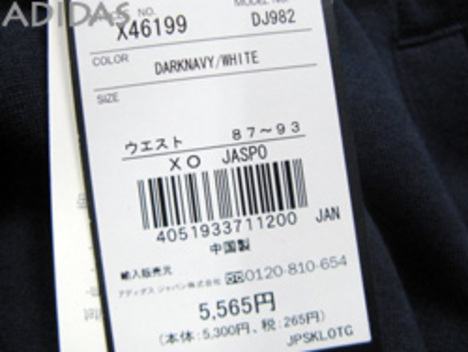 ADIDAS
NO.
X46199 DJ982
COLOR
DARKNAVY/WHITE
SIZE
ウエスト 87～93
XO JASPO
4051933711200 JAN
中国製
輸入販売元
アディダス ジャパン株式会社 0120-810-654
5,565円
(本体:5,300円、税:265円)
JPSKLOTG